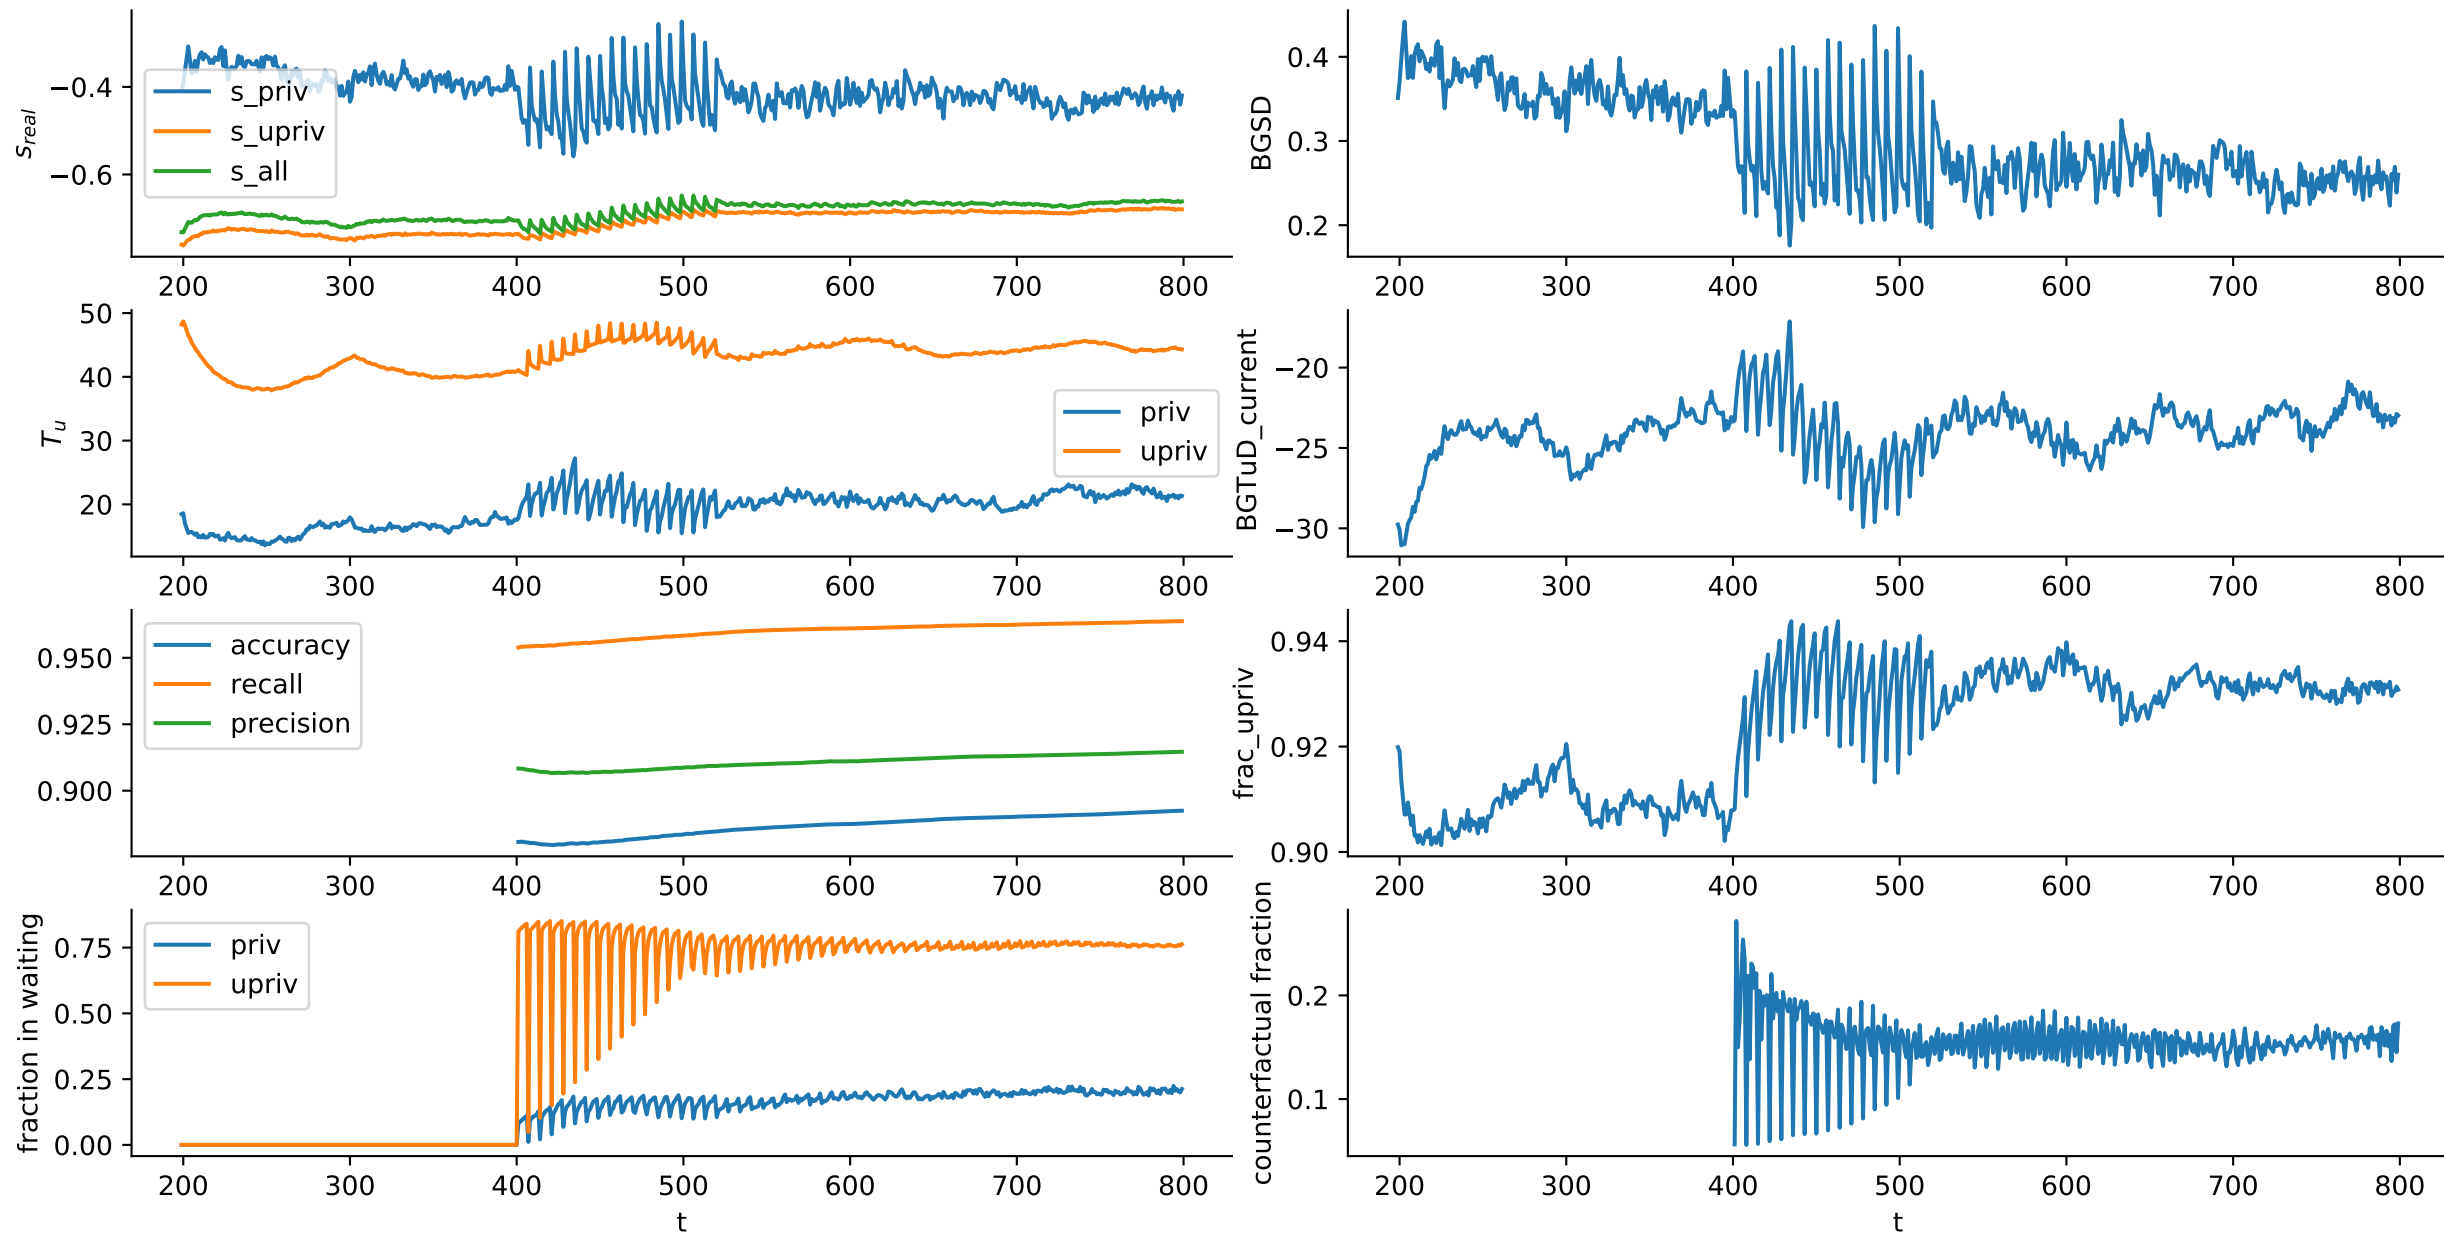 s_real
−0.4
−0.6
s_priv
s_upriv
s_all
200 300 400 500 600 700 800
BGSD
0.4
0.3
0.2
200 300 400 500 600 700 800
T_u
50
40
30
20
priv
upriv
200 300 400 500 600 700 800
BGTuD_current
−20
−25
−30
200 300 400 500 600 700 800
0.950
0.925
0.900
accuracy
recall
precision
200 300 400 500 600 700 800
frac_upriv
0.94
0.92
0.90
200 300 400 500 600 700 800
fraction in waiting
0.75
0.50
0.25
0.00
priv
upriv
200 300 400 500 600 700 800
t
counterfactual fraction
0.2
0.1
200 300 400 500 600 700 800
t